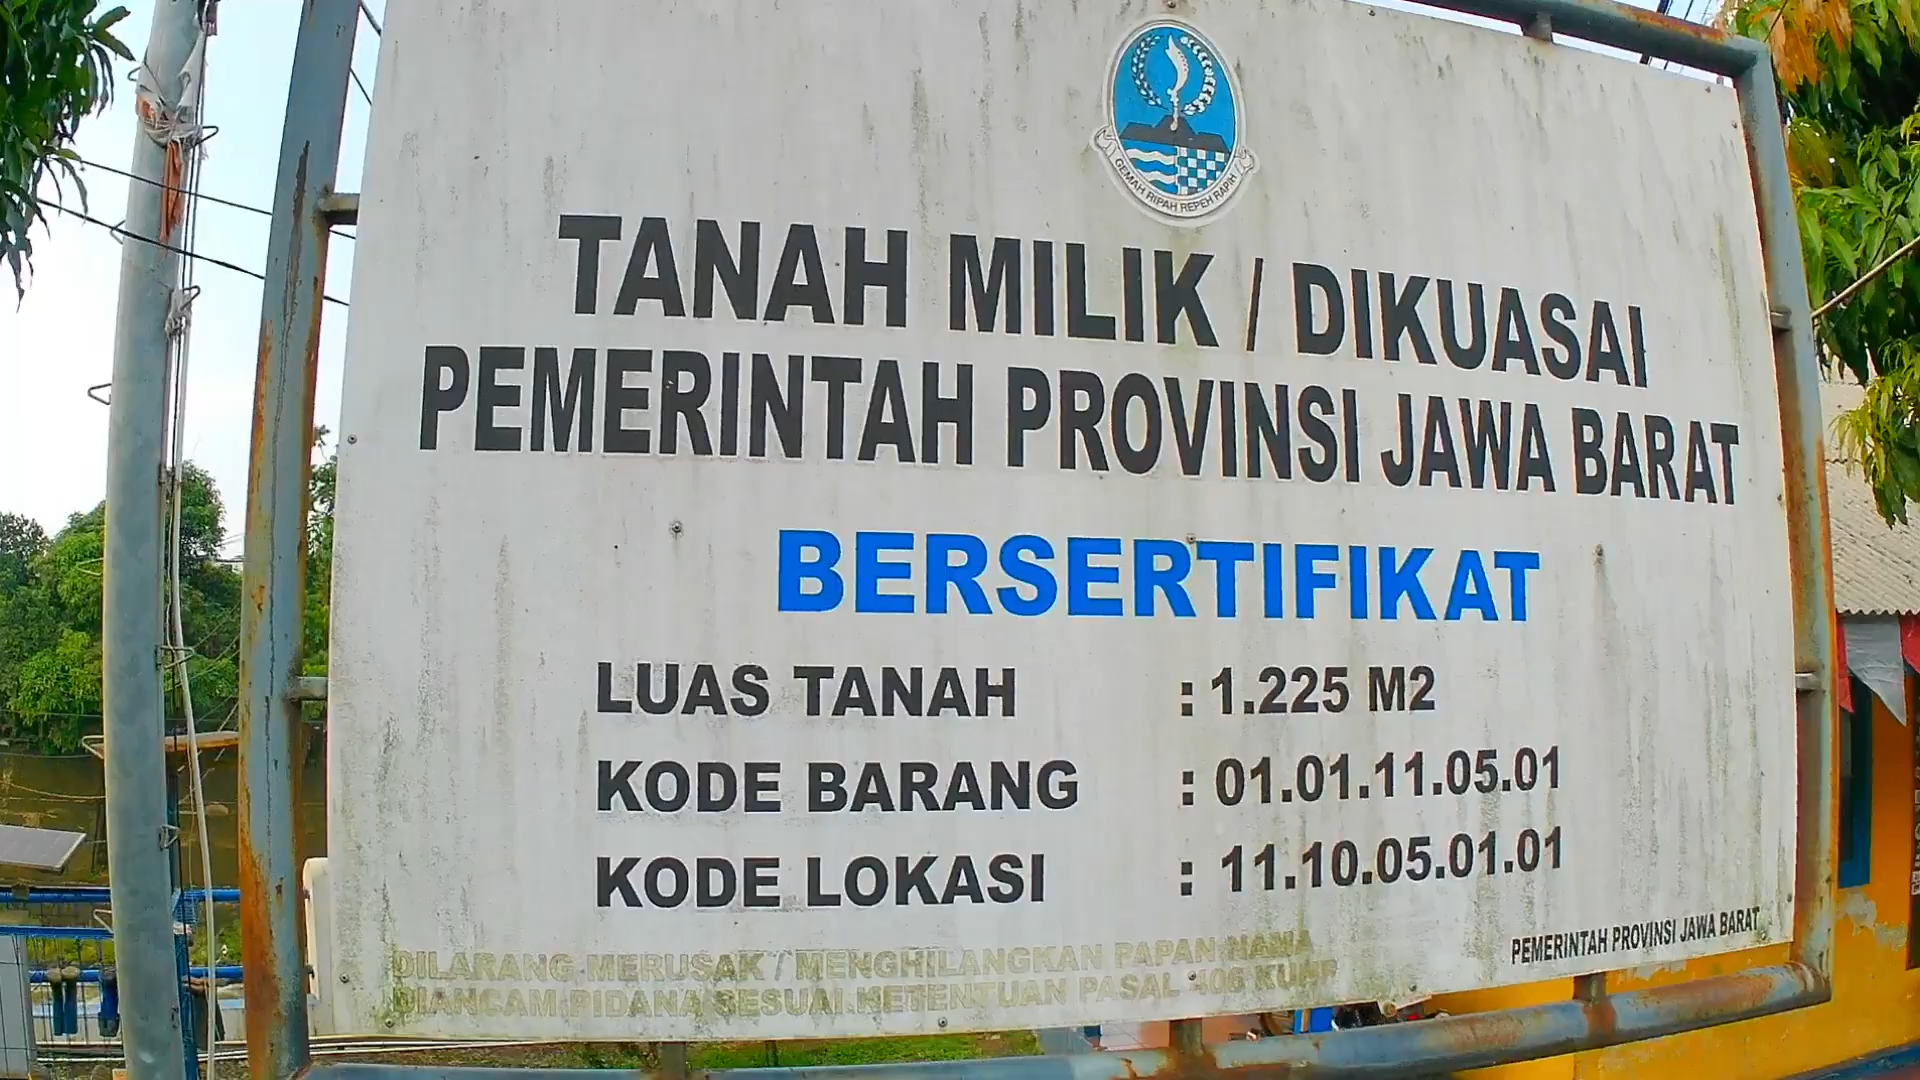 GEMAH RIPAH REPEH RAPIH
TANAH MILIK / DIKUASAI
PEMERINTAH PROVINSI JAWA BARAT
BERSERTIFIKAT
LUAS TANAH : 1.225 M2
KODE BARANG : 01.01.11.05.01
KODE LOKASI : 11.10.05.01.01
PEMERINTAH PROVINSI JAWA BARAT
DILARANG MERUSAK / MENGHILANGKAN PAPAN NAMA
DIANCAM PIDANA SESUAI KETENTUAN PASAL 406 KUHP